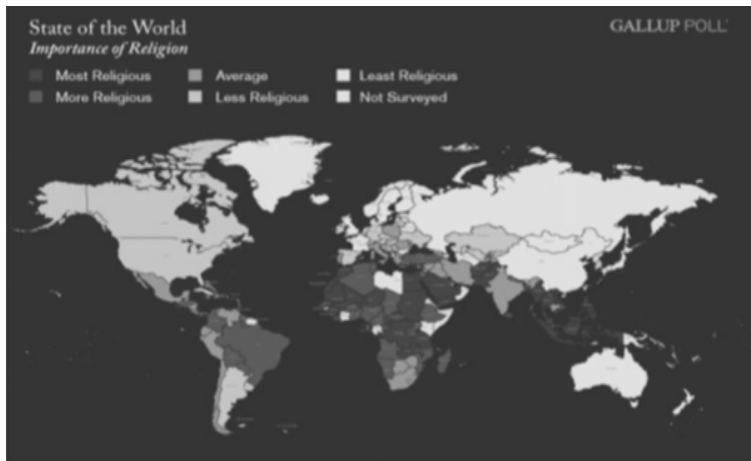 State of the World
Importance of Religion
GALLUP POLL
Most Religious
Average
Least Religious
More Religious
Less Religious
Not Surveyed